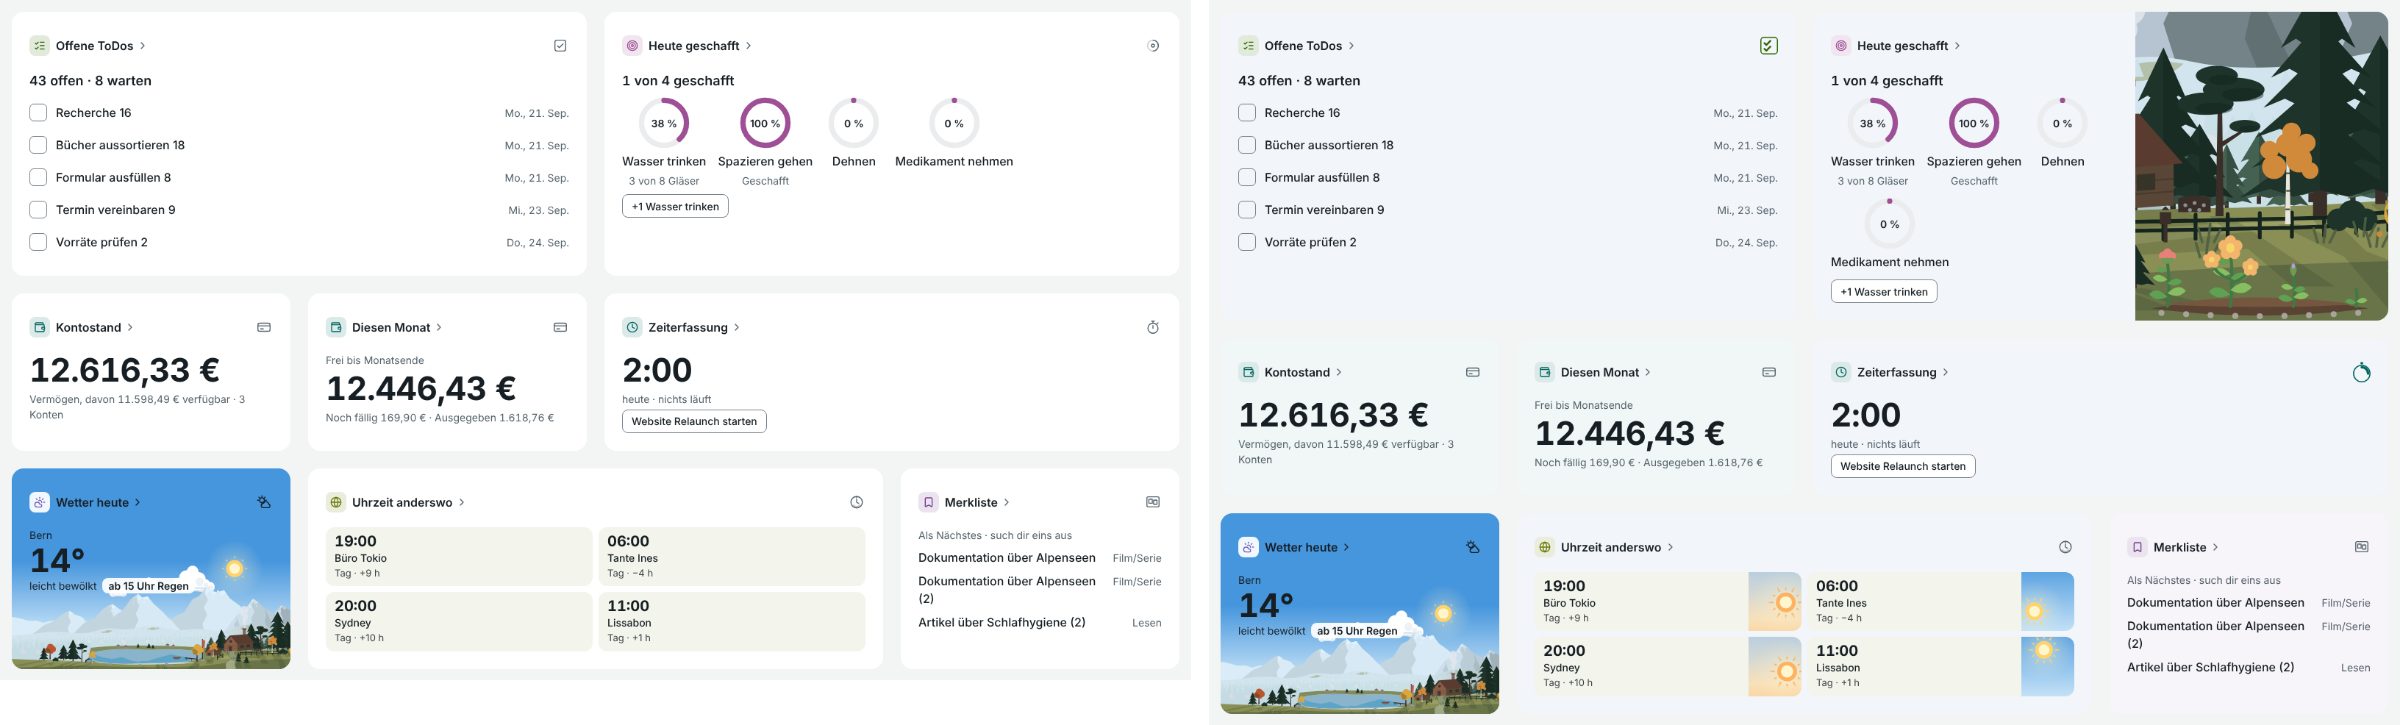 Offene ToDos
43 offen · 8 warten
Recherche 16 Mo., 21. Sep.
Bücher aussortieren 18 Mo., 21. Sep.
Formular ausfüllen 8 Mo., 21. Sep.
Termin vereinbaren 9 Mi., 23. Sep.
Vorräte prüfen 2 Do., 24. Sep.
Heute geschafft
1 von 4 geschafft
38 % 100 % 0 % 0 %
Wasser trinken Spazieren gehen Dehnen Medikament nehmen
3 von 8 Gläser Geschafft
+1 Wasser trinken
Kontostand
12.616,33 €
Vermögen, davon 11.598,49 € verfügbar · 3
Konten
Diesen Monat
Frei bis Monatsende
12.446,43 €
Noch fällig 169,90 € · Ausgegeben 1.618,76 €
Zeiterfassung
2:00
heute · nichts läuft
Website Relaunch starten
Wetter heute
Bern
14°
leicht bewölkt ab 15 Uhr Regen
Uhrzeit anderswo
19:00
Büro Tokio
Tag · +9 h
06:00
Tante Ines
Tag · −4 h
20:00
Sydney
Tag · +10 h
11:00
Lissabon
Tag · +1 h
Merkliste
Als Nächstes · such dir eins aus
Dokumentation über Alpenseen Film/Serie
Dokumentation über Alpenseen Film/Serie
(2)
Artikel über Schlafhygiene (2) Lesen
Offene ToDos
43 offen · 8 warten
Recherche 16 Mo., 21. Sep.
Bücher aussortieren 18 Mo., 21. Sep.
Formular ausfüllen 8 Mo., 21. Sep.
Termin vereinbaren 9 Mi., 23. Sep.
Vorräte prüfen 2 Do., 24. Sep.
Heute geschafft
1 von 4 geschafft
38 % 100 % 0 %
Wasser trinken Spazieren gehen Dehnen
3 von 8 Gläser Geschafft
0 %
Medikament nehmen
+1 Wasser trinken
Kontostand
12.616,33 €
Vermögen, davon 11.598,49 € verfügbar · 3
Konten
Diesen Monat
Frei bis Monatsende
12.446,43 €
Noch fällig 169,90 € · Ausgegeben 1.618,76 €
Zeiterfassung
2:00
heute · nichts läuft
Website Relaunch starten
Wetter heute
Bern
14°
leicht bewölkt ab 15 Uhr Regen
Uhrzeit anderswo
19:00
Büro Tokio
Tag · +9 h
06:00
Tante Ines
Tag · −4 h
20:00
Sydney
Tag · +10 h
11:00
Lissabon
Tag · +1 h
Merkliste
Als Nächstes · such dir eins aus
Dokumentation über Alpenseen Film/Serie
Dokumentation über Alpenseen Film/Serie
(2)
Artikel über Schlafhygiene (2) Lesen